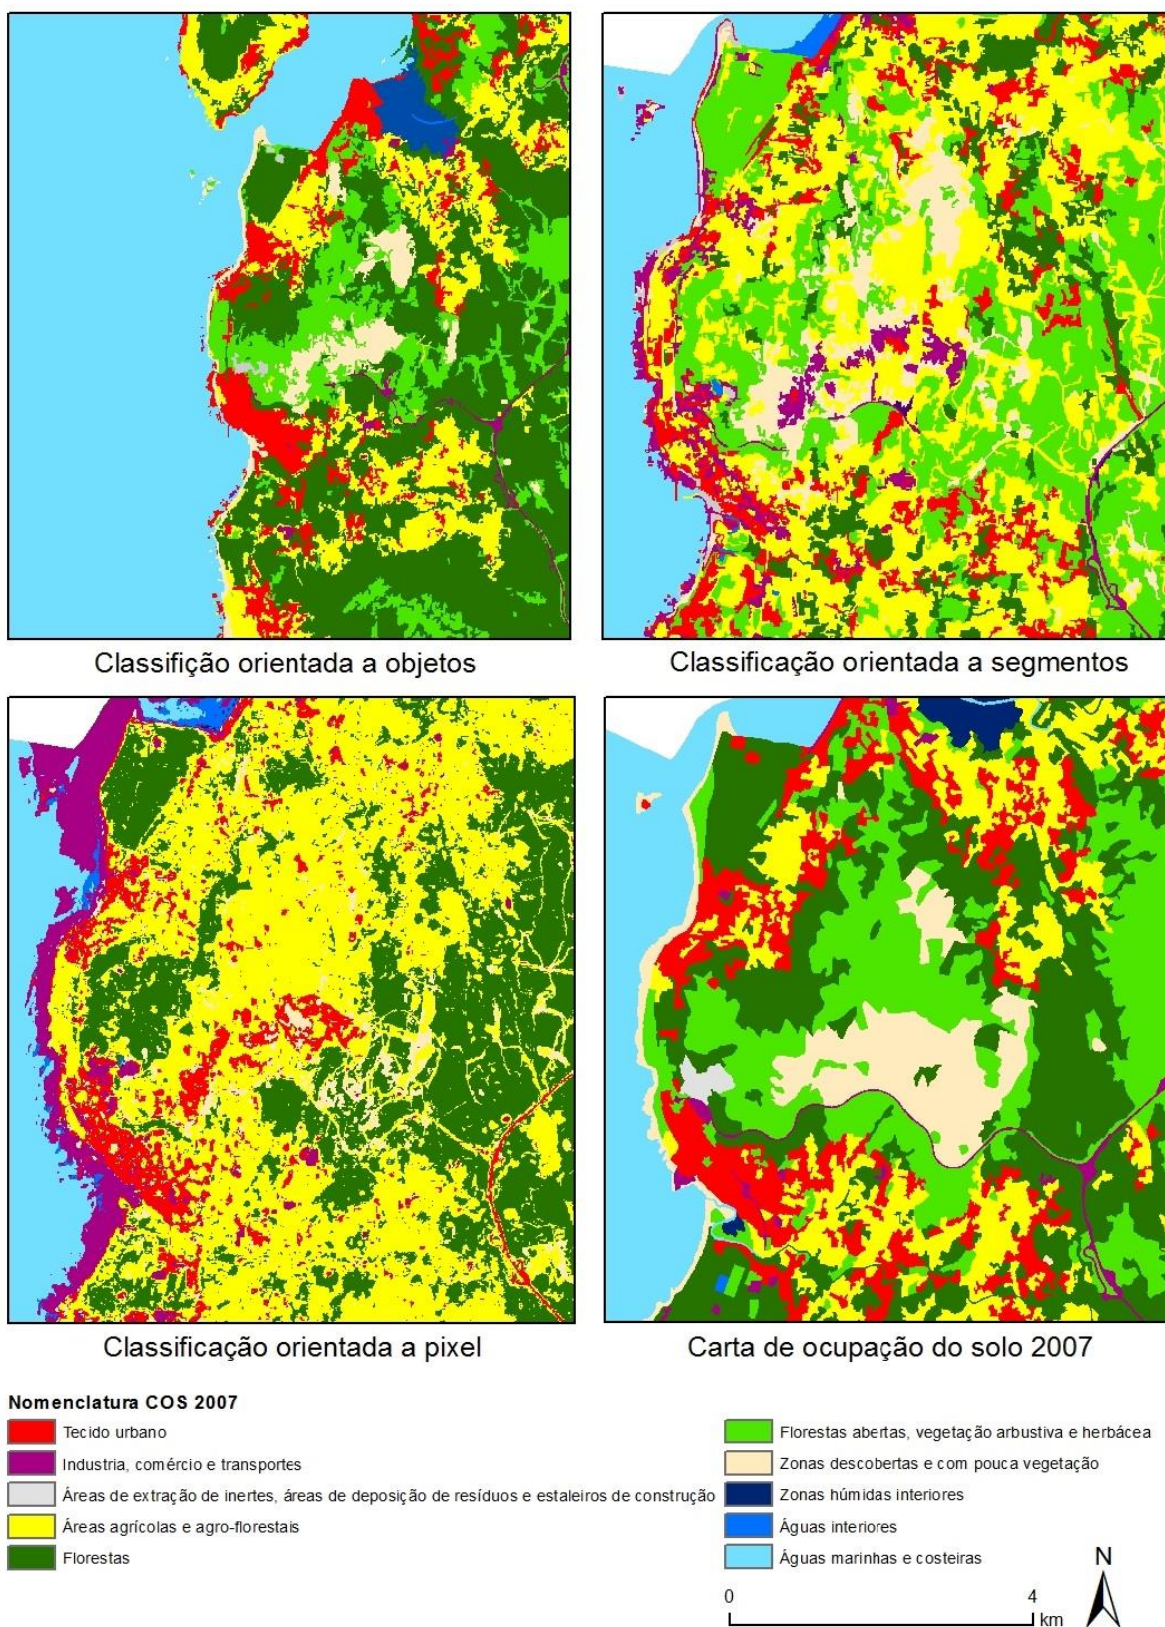 Classifição orientada a objetos
Classificação orientada a segmentos
Classificação orientada a pixel
Carta de ocupação do solo 2007
Nomenclatura COS 2007
Tecido urbano
Industria, comércio e transportes
Áreas de extração de inertes, áreas de deposição de resíduos e estaleiros de construção
Áreas agrícolas e agro-florestais
Florestas
Florestas abertas, vegetação arbustiva e herbácea
Zonas descobertas e com pouca vegetação
Zonas húmidas interiores
Águas interiores
Águas marinhas e costeiras
N
0 4
km